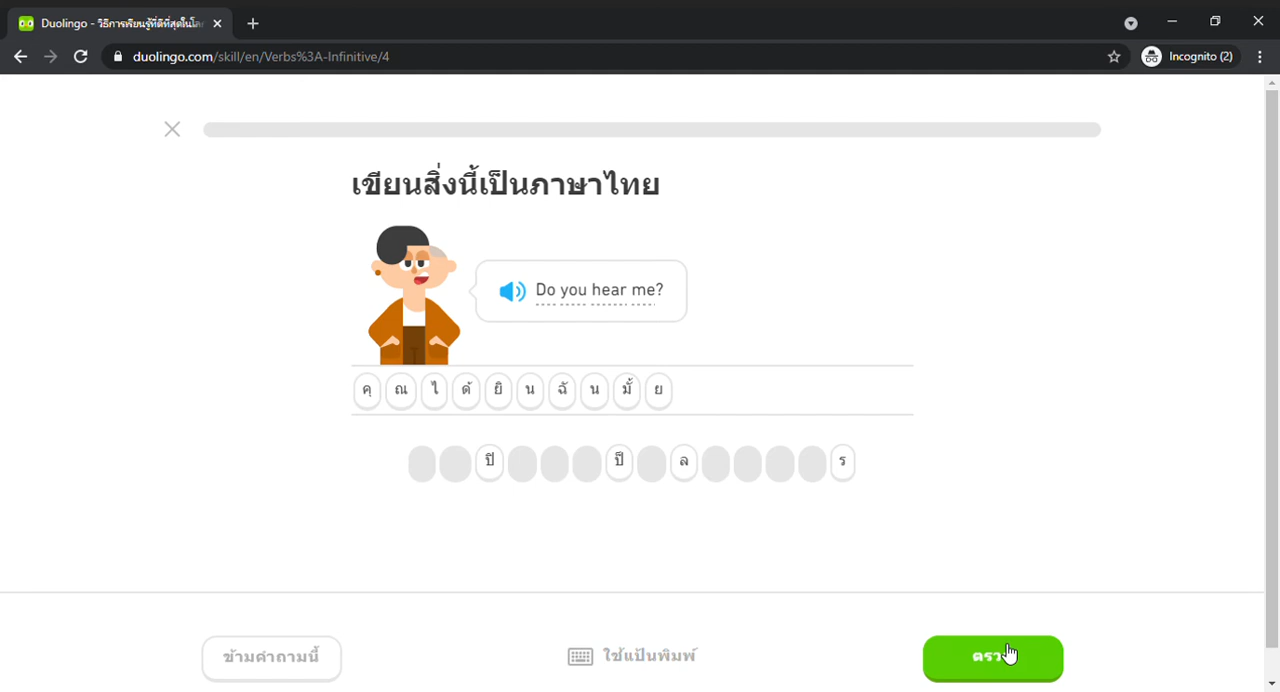 Duolingo - วิธีการเรียนรู้ที่ดีที่สุดในโลก
duolingo.com/skill/en/Verbs%3A-Infinitive/4
Incognito (2)
เขียนสิ่งนี้เป็นภาษาไทย
Do you hear me?
คุ ณ ไ ด้ ยิ น ฉั น มั้ ย
ปิ ป็ ล ร
ข้ามคำถามนี้
ใช้แป้นพิมพ์
ตรว